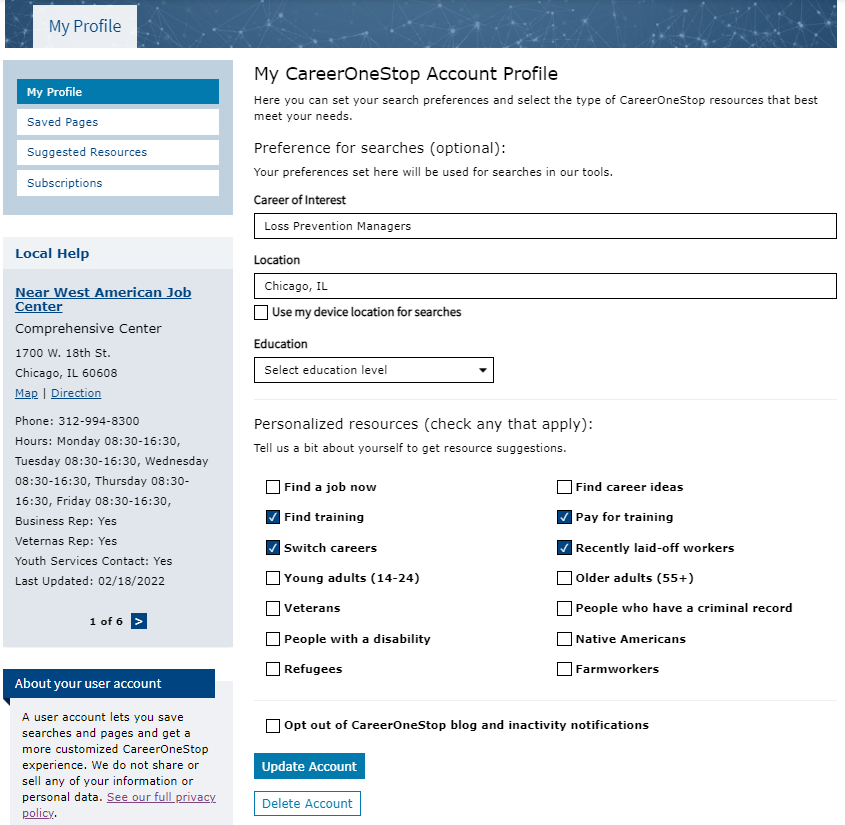 My Profile
My Profile
Saved Pages
Suggested Resources
Subscriptions
Local Help
Near West American Job
Center
Comprehensive Center
1700 W. 18th St.
Chicago, IL 60608
Map | Direction
Phone: 312-994-8300
Hours: Monday 08:30-16:30,
Tuesday 08:30-16:30, Wednesday
08:30-16:30, Thursday 08:30-
16:30, Friday 08:30-16:30,
Business Rep: Yes
Veternas Rep: Yes
Youth Services Contact: Yes
Last Updated: 02/18/2022
1 of 6 >
About your user account
A user account lets you save
searches and pages and get a
more customized CareerOneStop
experience. We do not share or
sell any of your information or
personal data. See our full privacy
policy.
My CareerOneStop Account Profile
Here you can set your search preferences and select the type of CareerOneStop resources that best
meet your needs.
Preference for searches (optional):
Your preferences set here will be used for searches in our tools.
Career of Interest
Loss Prevention Managers
Location
Chicago, IL
Use my device location for searches
Education
Select education level
Personalized resources (check any that apply):
Tell us a bit about yourself to get resource suggestions.
Find a job now
Find career ideas
Find training
Pay for training
Switch careers
Recently laid-off workers
Young adults (14-24)
Older adults (55+)
Veterans
People who have a criminal record
People with a disability
Native Americans
Refugees
Farmworkers
Opt out of CareerOneStop blog and inactivity notifications
Update Account
Delete Account